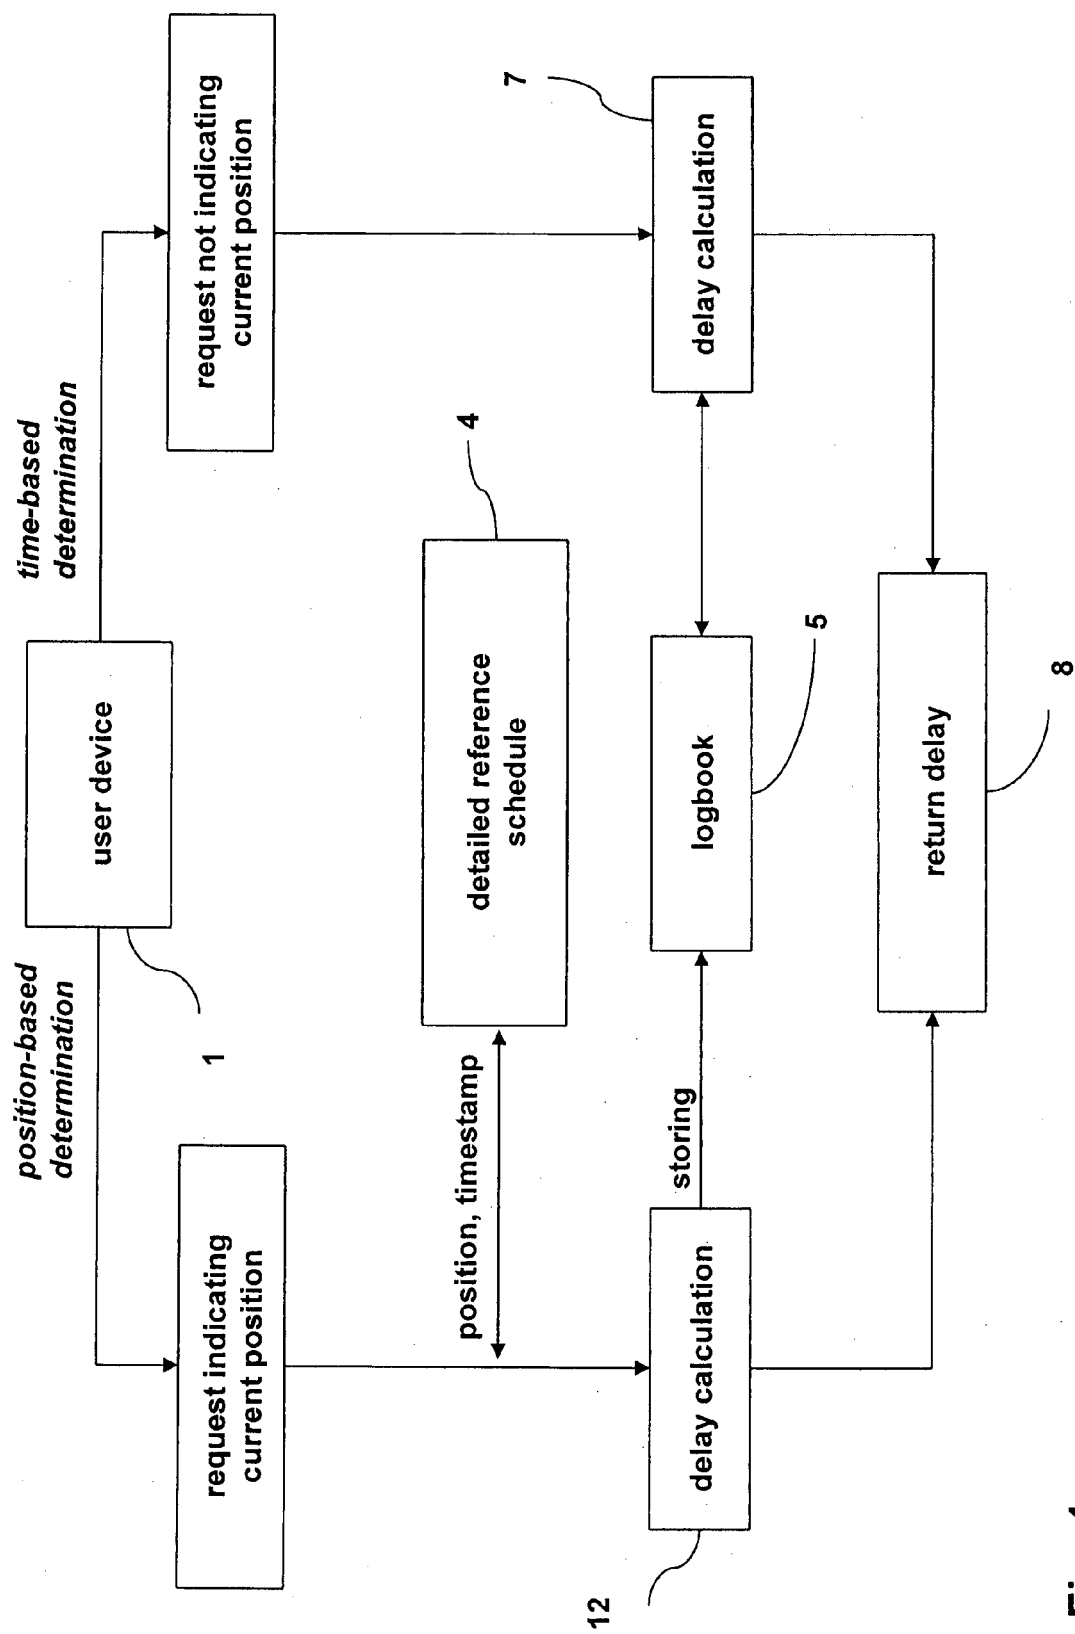 position-based
determination
time-based
determination
user device
1
request indicating
current position
request not indicating
current position
position, timestamp
detailed reference
schedule
4
12
7
delay calculation
storing
logbook
delay calculation
5
return delay
8